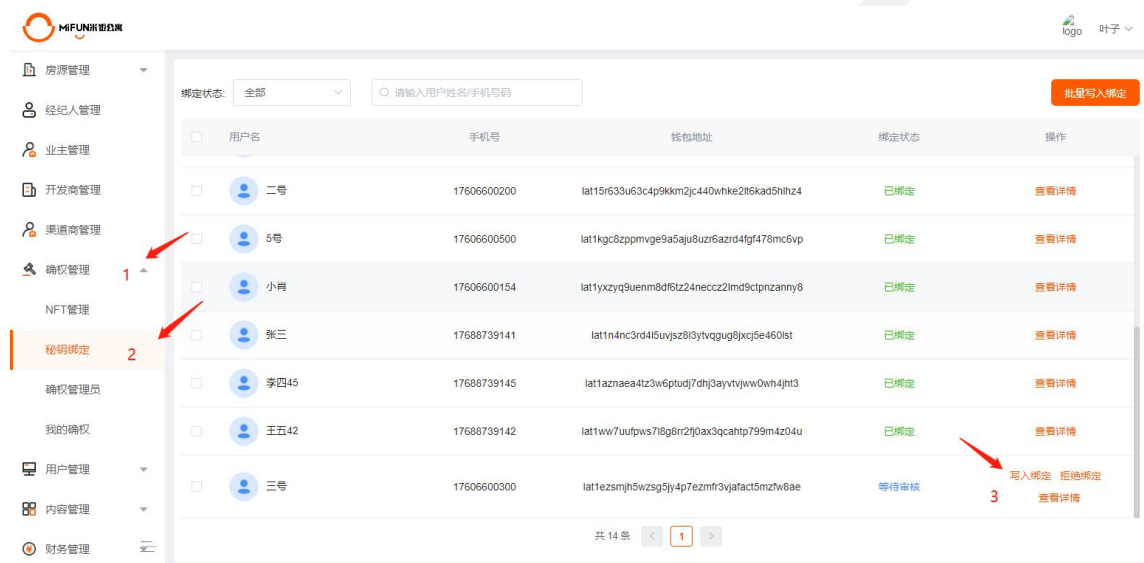 MiFUN米饭公寓
logo 叶子
房源管理
经纪人管理
业主管理
开发商管理
渠道商管理
确权管理 1
NFT管理
秘钥绑定 2
确权管理员
我的确权
用户管理
内容管理
财务管理
绑定状态: 全部 请输入用户姓名/手机号码 批量写入绑定
用户名 手机号 钱包地址 绑定状态 操作
二号 17606600200 lat15r633u63c4p9kkm2jc440whke2lt6kad5hlhz4 已绑定 查看详情
5号 17606600500 lat1kgc8zppmvge9a5aju8uzr6azrd4fgf478mc6vp 已绑定 查看详情
小肖 17606600154 lat1yxzyq9uenm8df6tz24neccz2lmd9ctpnzanny8 已绑定 查看详情
张三 17688739141 lat1n4nc3rd4l5uvjsz8l3ytvqgug8jxcj5e460lst 已绑定 查看详情
李四45 17688739145 lat1aznaea4tz3w6ptudj7dhj3ayvtvjww0wh4jht3 已绑定 查看详情
王五42 17688739142 lat1ww7uufpws7l8g8rr2fj0ax3qcahtp799m4z04u 已绑定 查看详情
三号 17606600300 lat1ezsmjh5wzsg5jy4p7ezmfr3vjafact5mzfw8ae 等待审核 写入绑定 拒绝绑定
3 查看详情
共 14 条 < 1 >